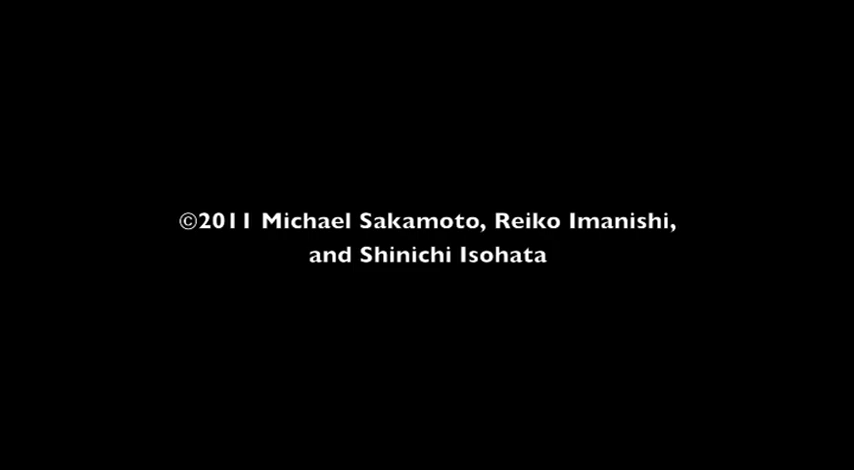 ©2011 Michael Sakamoto, Reiko Imanishi,
and Shinichi Isohata